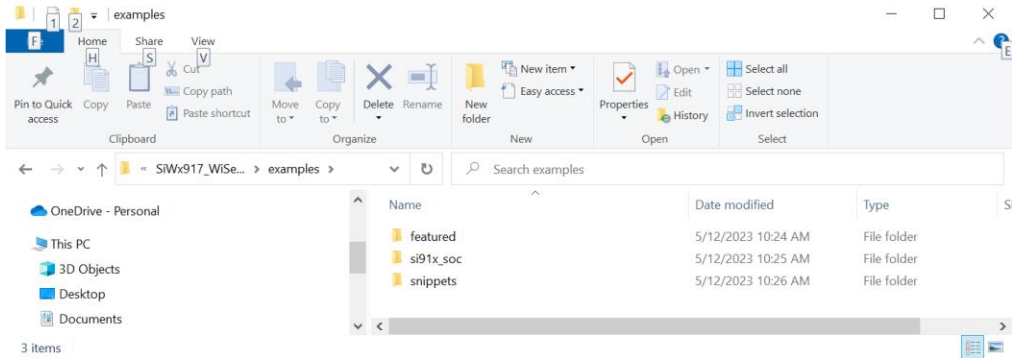 1 2 examples
F Home Share View E
H S V
Pin to Quick access Copy Paste Cut Copy path Paste shortcut
Move to Copy to Delete Rename New folder New item Easy access
Properties Open Edit History Select all Select none Invert selection
Clipboard Organize New Open Select
« SiWx917_WiSe... > examples > Search examples
Name Date modified Type Si
OneDrive - Personal
This PC
3D Objects
Desktop
Documents
featured 5/12/2023 10:24 AM File folder
si91x_soc 5/12/2023 10:25 AM File folder
snippets 5/12/2023 10:26 AM File folder
3 items